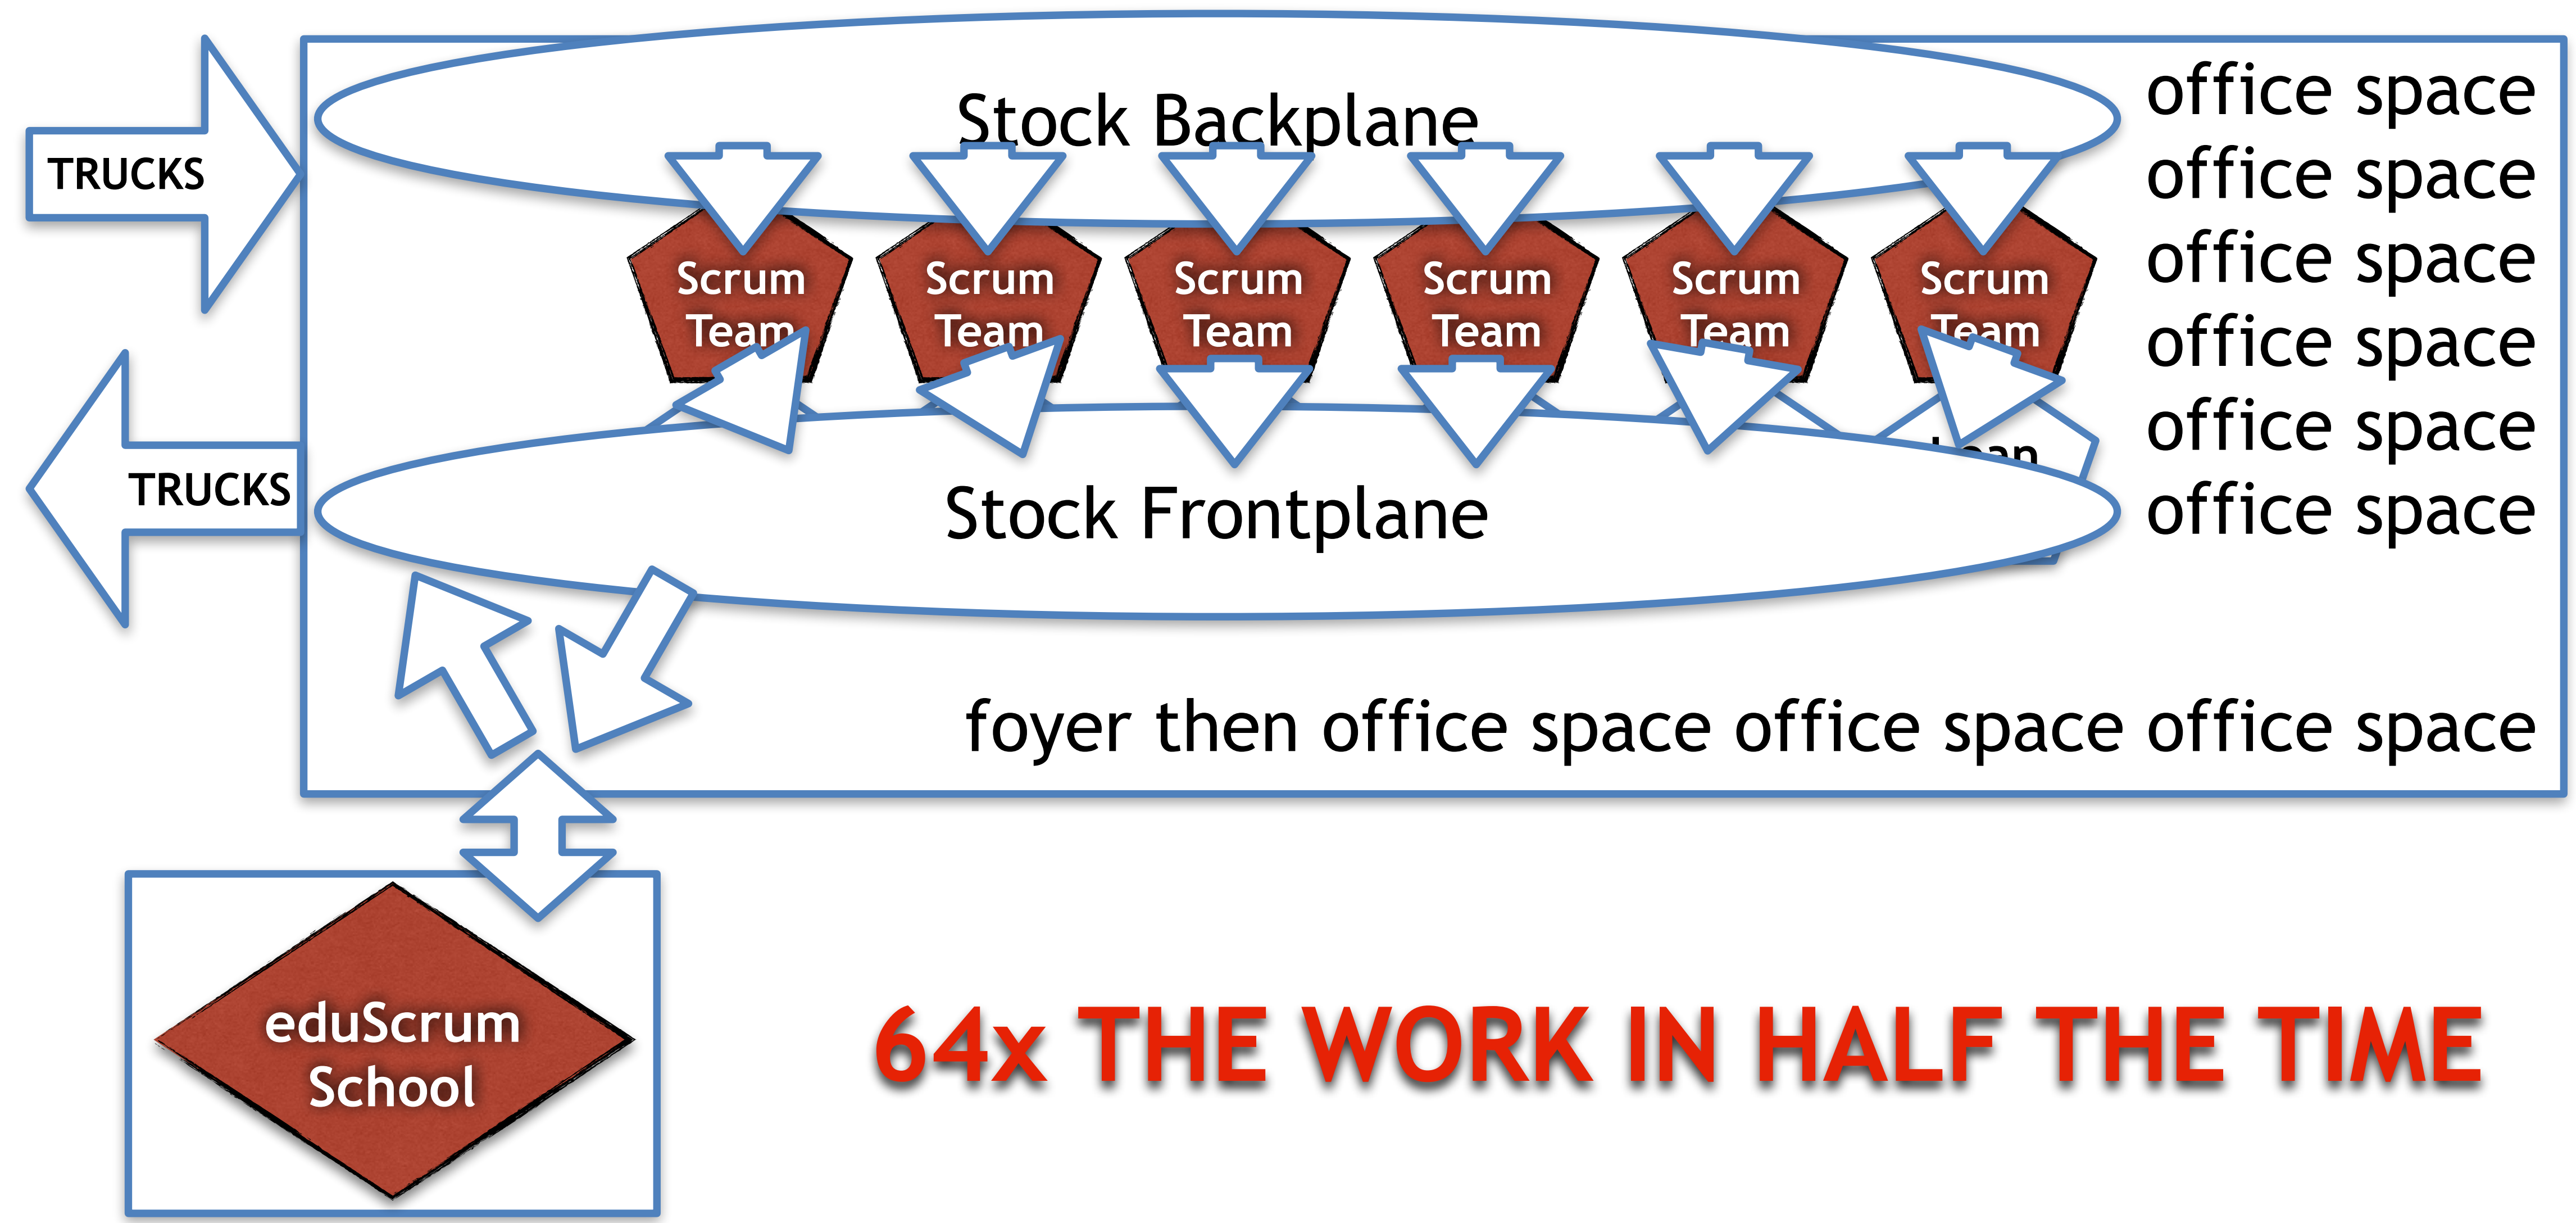 Stock Backplane
office space
TRUCKS
office space
office space
Scrum
Team
Scrum
Team
Scrum
Team
Scrum
Team
Scrum
Team
Scrum
Team
office space
office space
TRUCKS
Stock Frontplane
office space
foyer then office space office space office space
eduScrum
School
64x THE WORK IN HALF THE TIME